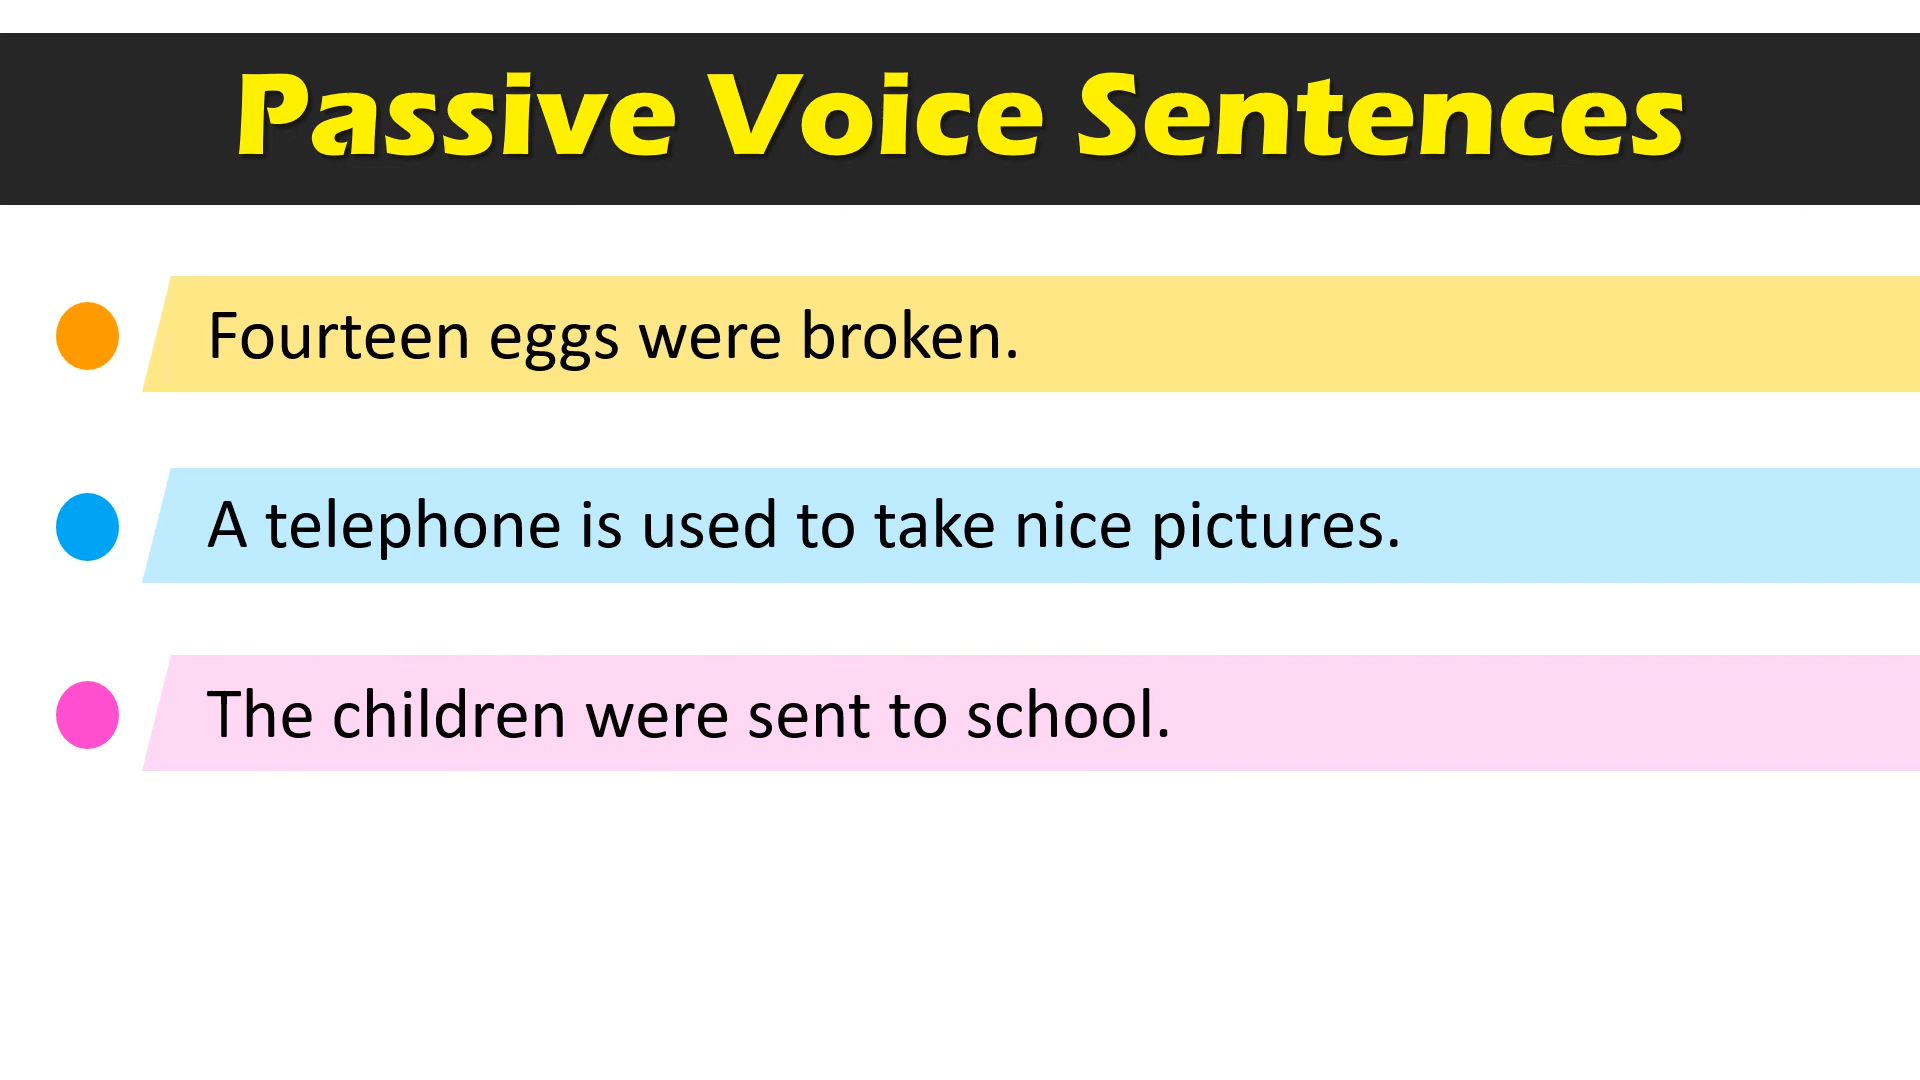 Passive Voice Sentences
Fourteen eggs were broken.
A telephone is used to take nice pictures.
The children were sent to school.